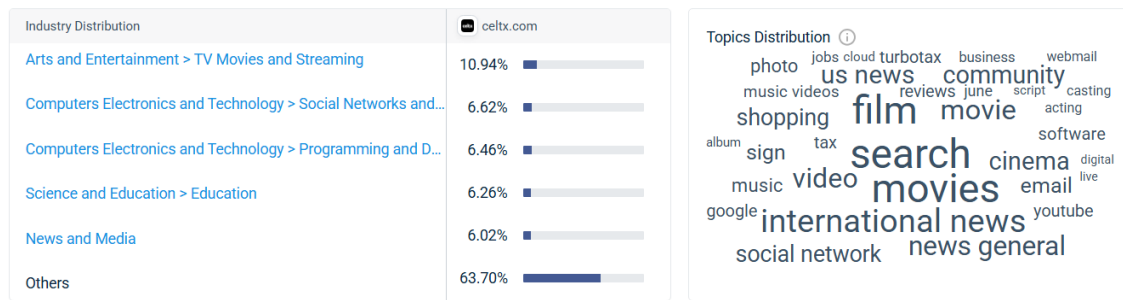 Industry Distribution
celtx.com
Arts and Entertainment > TV Movies and Streaming
10.94%
Computers Electronics and Technology > Social Networks and...
6.62%
Computers Electronics and Technology > Programming and D...
6.46%
Science and Education > Education
6.26%
News and Media
6.02%
Others
63.70%
Topics Distribution
jobs cloud turbotax business webmail
photo us news community
music videos reviews june script casting
shopping film movie acting
album sign tax search cinema software digital
music video movies email live
google international news youtube
social network news general